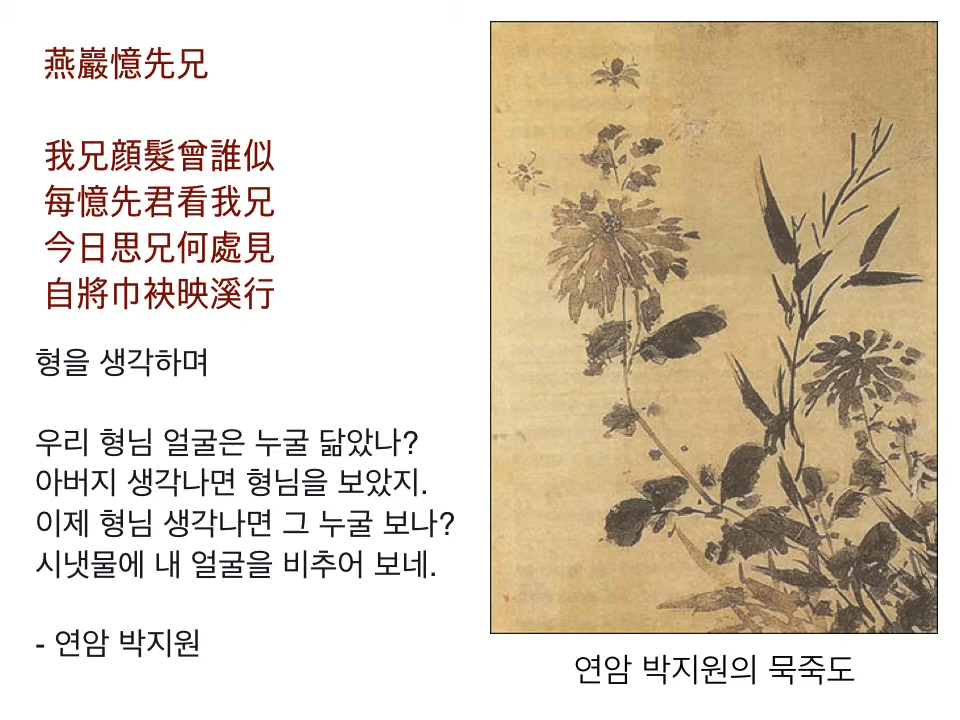 燕巖憶先兄
我兄顔髮曾誰似
每憶先君看我兄
今日思兄何處見
自將巾袂映溪行
형을 생각하며
우리 형님 얼굴은 누굴 닮았나?
아버지 생각나면 형님을 보았지.
이제 형님 생각나면 그 누굴 보나?
시냇물에 내 얼굴을 비추어 보네.
- 연암 박지원
연암 박지원의 묵죽도